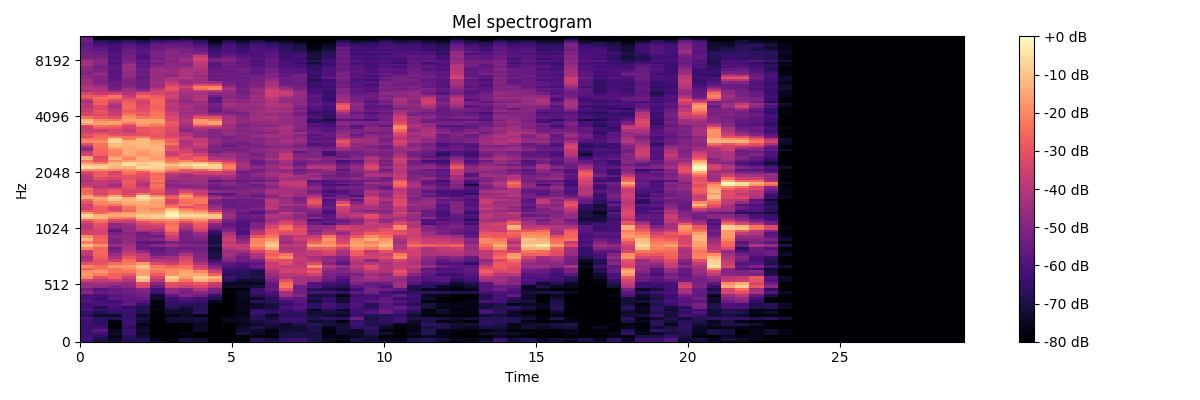 Mel spectrogram
8192
4096
2048
1024
512
0
Hz
0 5 10 15 20 25
Time
+0 dB
-10 dB
-20 dB
-30 dB
-40 dB
-50 dB
-60 dB
-70 dB
-80 dB